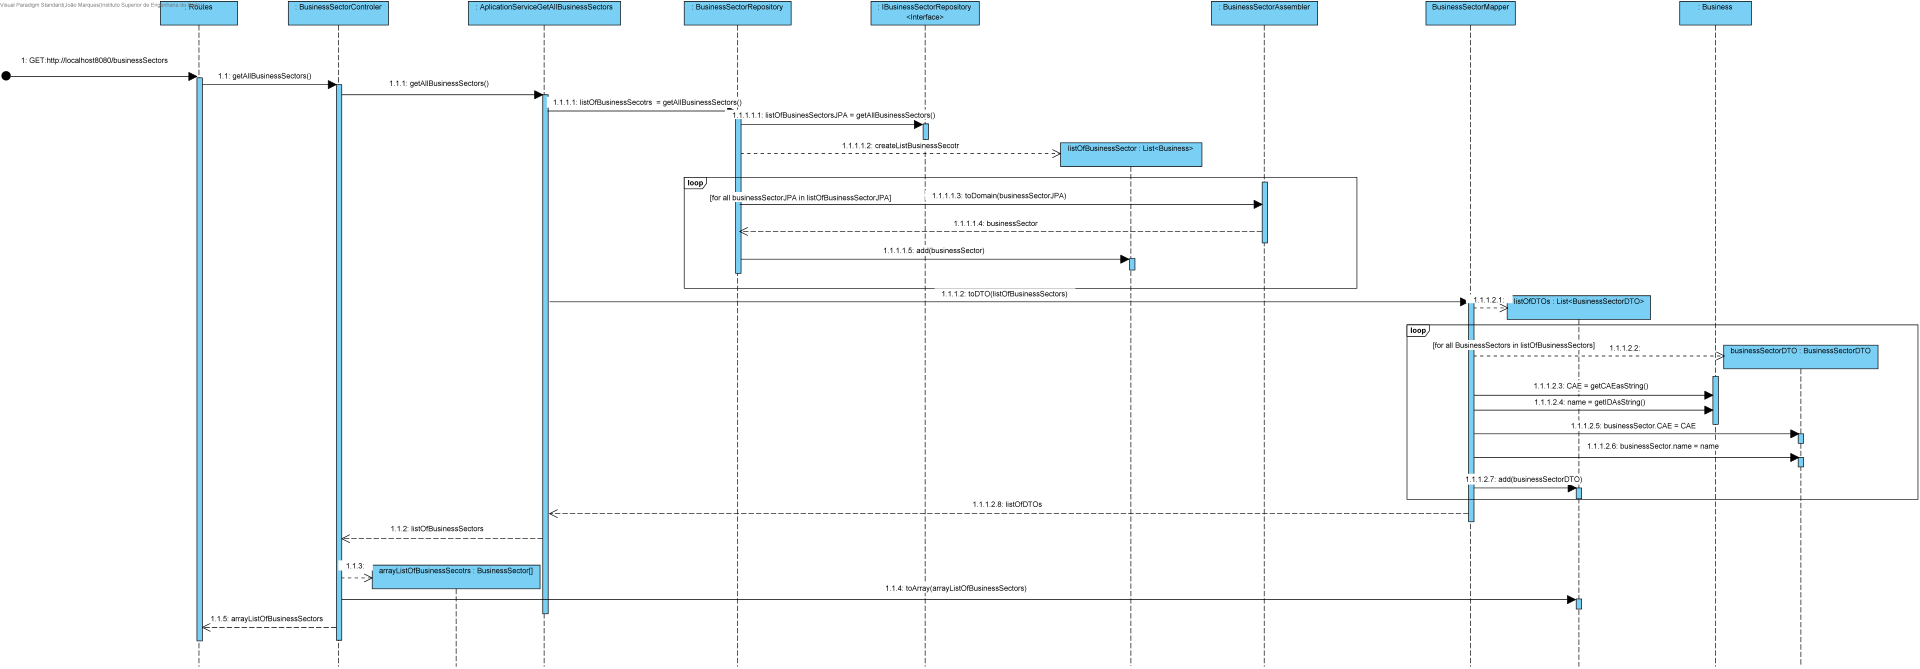 Visual Paradigm Standard(João Marques(Instituto Superior de Engenharia do
: Routes
: BusinessSectorControler
: AplicationServiceGetAllBusinessSectors
: BusinessSectorRepository
: IBusinessSectorRepository
<Interface>
: BusinessSectorAssembler
BusinessSectorMapper
: Business
1: GET:http://localhost8080/businessSectors
1.1: getAllBusinessSectors()
1.1.1: getAllBusinessSectors()
1.1.1.1: listOfBusinessSecotrs = getAllBusinessSectors()
1.1.1.1.1: listOfBusinesSectorsJPA = getAllBusinessSectors()
1.1.1.1.2: createListBusinessSecotr
listOfBusinessSector : List<Business>
loop
[for all businessSectorJPA in listOfBusinessSectorJPA]
1.1.1.1.3: toDomain(businessSectorJPA)
1.1.1.1.4: businessSector
1.1.1.1.5: add(businessSector)
1.1.1.2: toDTO(listOfBusinessSectors)
1.1.1.2.1:
listOfDTOs : List<BusinessSectorDTO>
loop
[for all BusinessSectors in listOfBusinessSectors]
1.1.1.2.2:
businessSectorDTO : BusinessSectorDTO
1.1.1.2.3: CAE = getCAEasString()
1.1.1.2.4: name = getIDAsString()
1.1.1.2.5: businessSector.CAE = CAE
1.1.1.2.6: businessSector.name = name
1.1.1.2.7: add(businessSectorDTO)
1.1.1.2.8: listOfDTOs
1.1.2: listOfBusinessSectors
1.1.3:
arrayListOfBusinessSecotrs : BusinessSector[]
1.1.4: toArray(arrayListOfBusinessSectors)
1.1.5: arrayListOfBusinessSectors